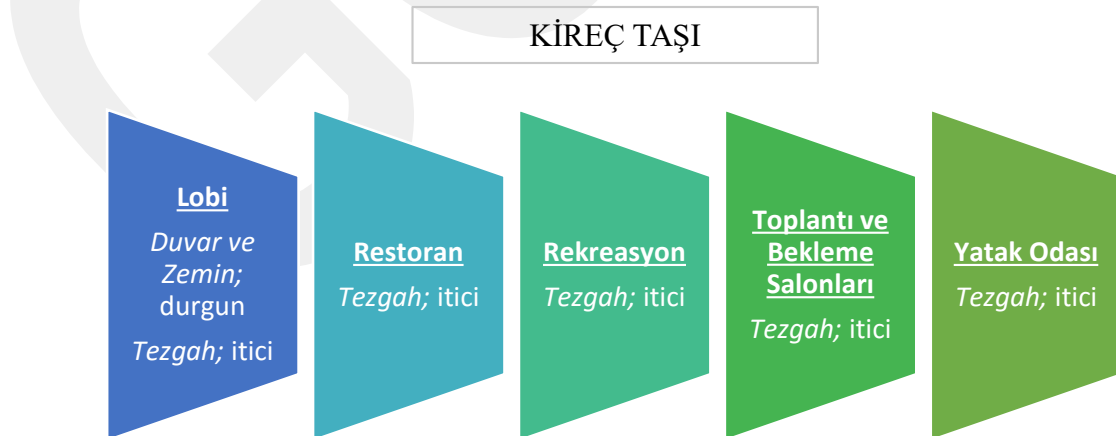 KİREÇ TAŞI
Lobi
Duvar ve
Zemin;
durgun
Tezgah; itici
Restoran
Tezgah; itici
Rekreasyon
Tezgah; itici
Toplantı ve
Bekleme
Salonları
Tezgah; itici
Yatak Odası
Tezgah; itici